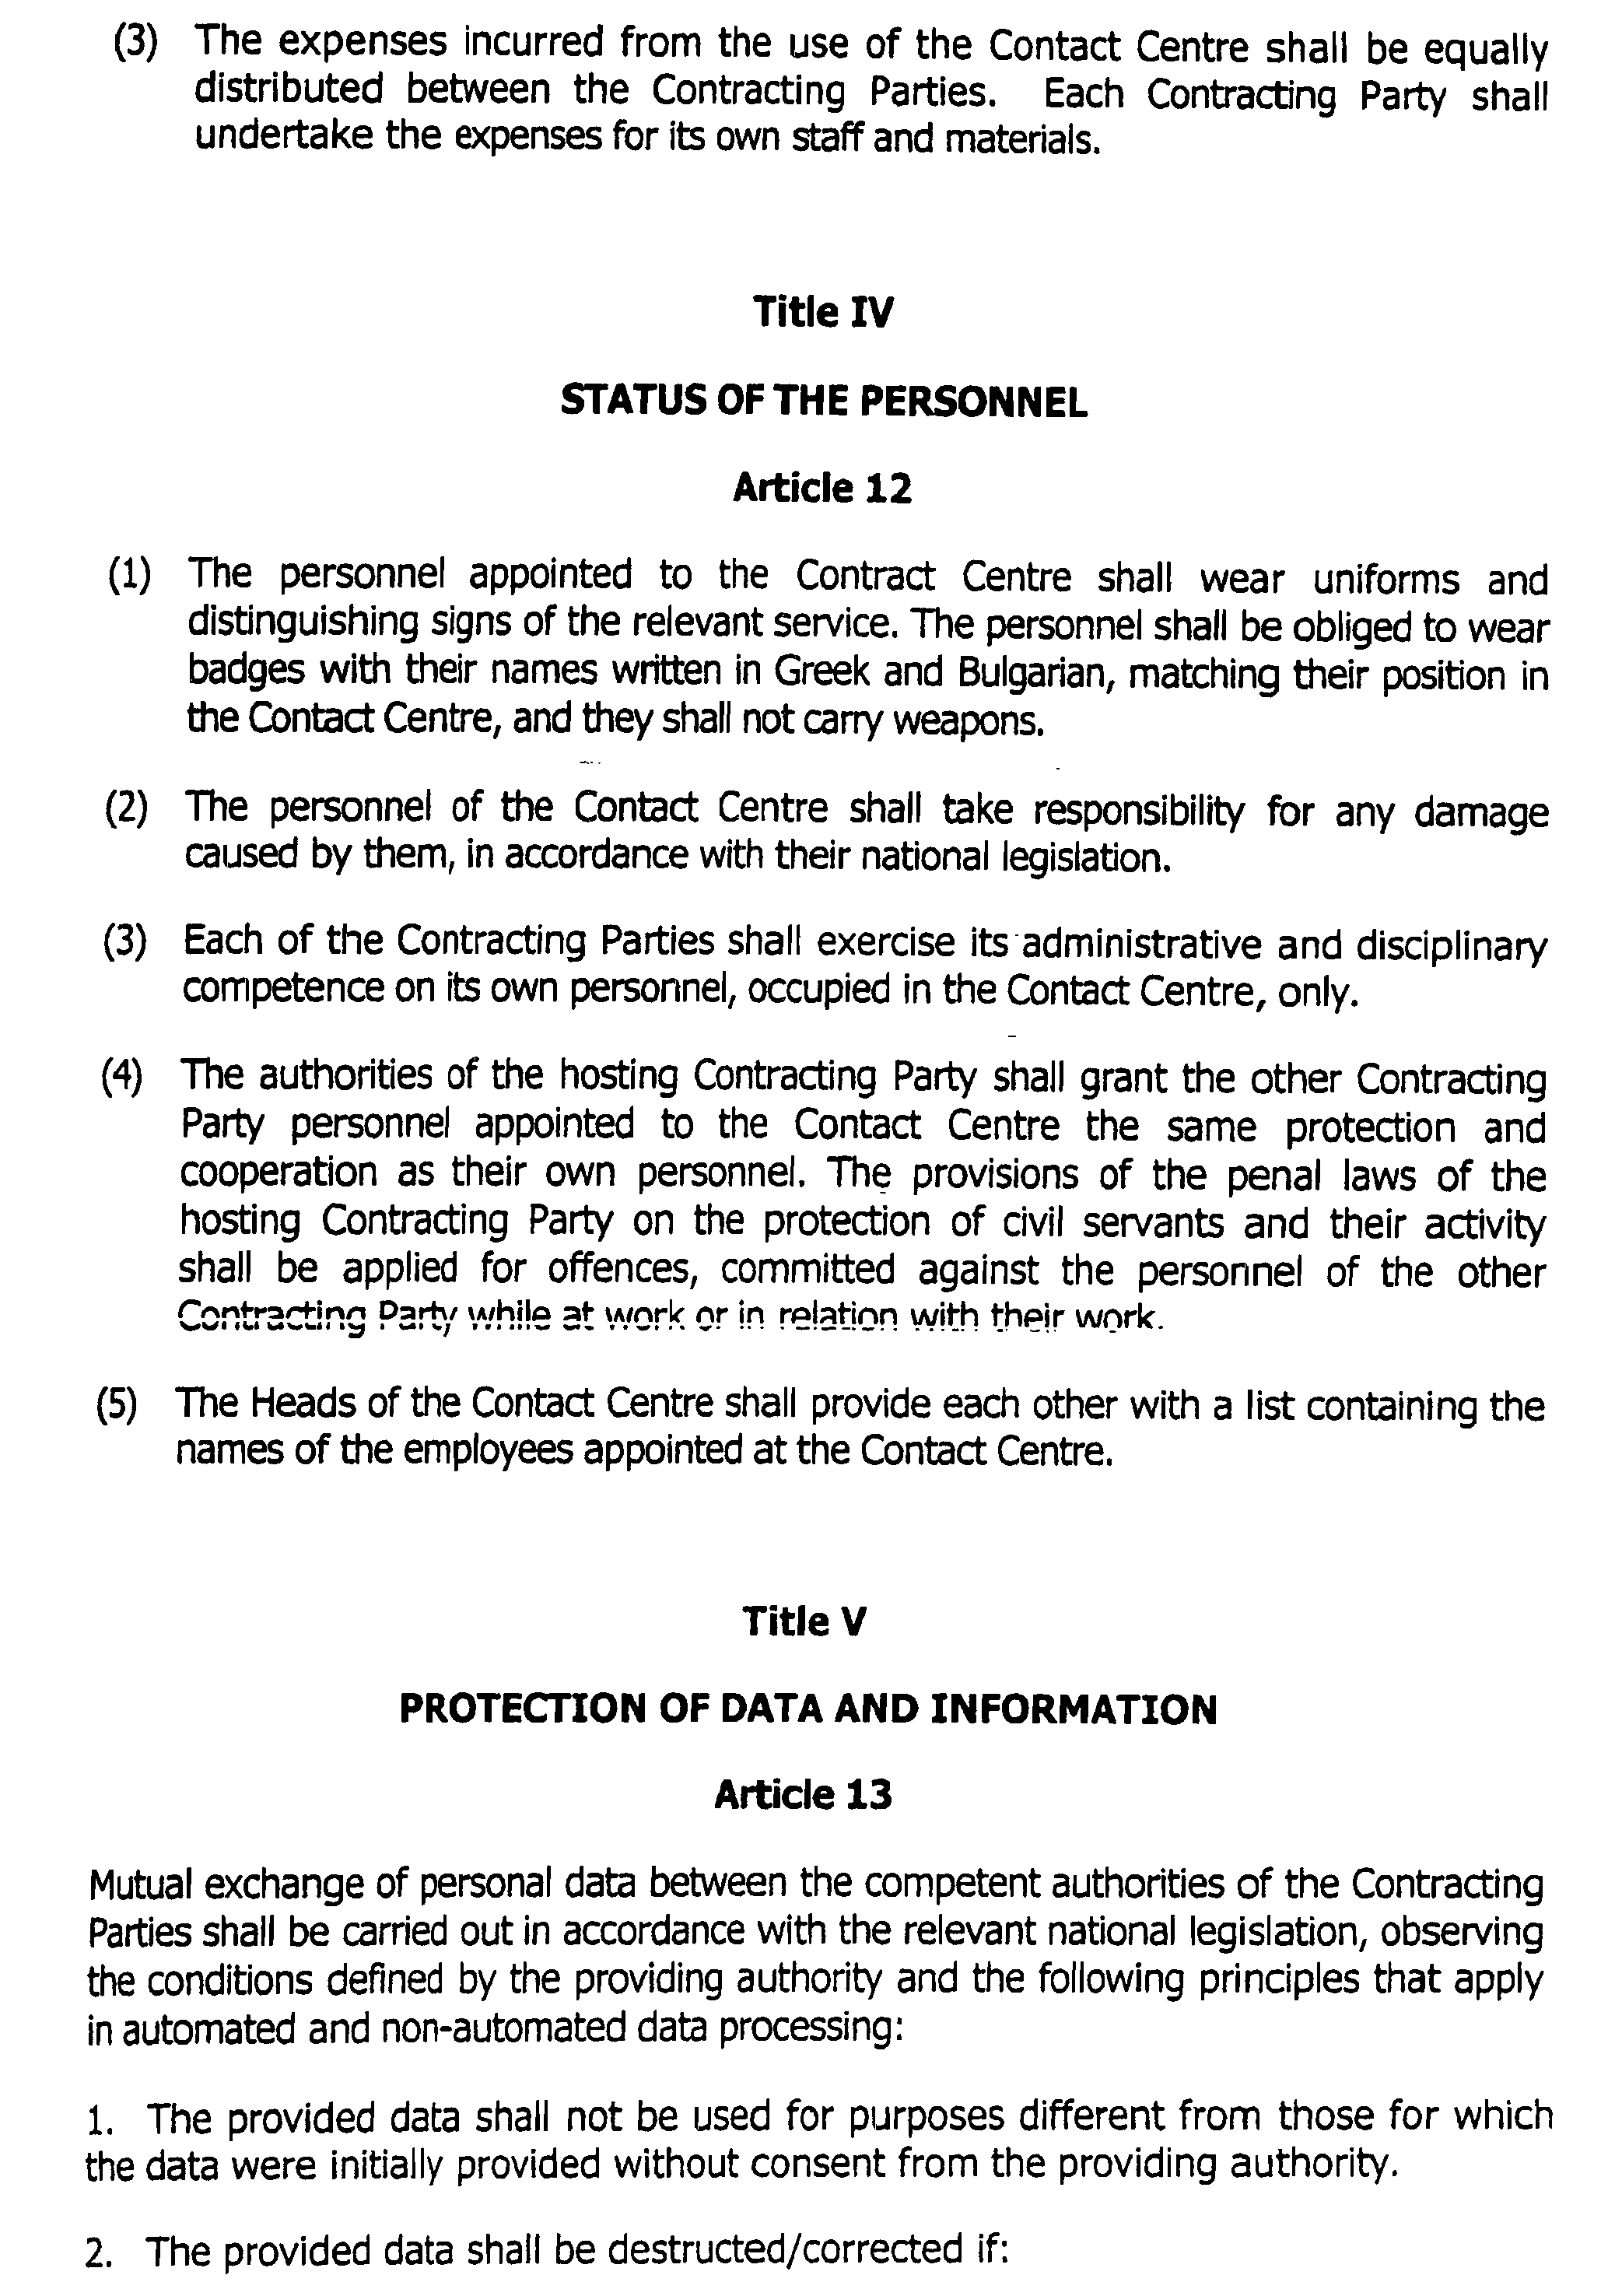 (3) The expenses incurred from the use of the Contact Centre shall be equally
distributed between the Contracting Parties. Each Contracting Party shall
undertake the expenses for its own staff and materials.
Title IV
STATUS OF THE PERSONNEL
Article 12
(1) The personnel appointed to the Contract Centre shall wear uniforms and
distinguishing signs of the relevant service. The personnel shall be obliged to wear
badges with their names written in Greek and Bulgarian, matching their position in
the Contact Centre, and they shall not carry weapons.
(2) The personnel of the Contact Centre shall take responsibility for any damage
caused by them, in accordance with their national legislation.
(3) Each of the Contracting Parties shall exercise its administrative and disciplinary
competence on its own personnel, occupied in the Contact Centre, only.
(4) The authorities of the hosting Contracting Party shall grant the other Contracting
Party personnel appointed to the Contact Centre the same protection and
cooperation as their own personnel. The provisions of the penal laws of the
hosting Contracting Party on the protection of civil servants and their activity
shall be applied for offences, committed against the personnel of the other
Contracting Party while at work or in relation with their work.
(5) The Heads of the Contact Centre shall provide each other with a list containing the
names of the employees appointed at the Contact Centre.
Title V
PROTECTION OF DATA AND INFORMATION
Article 13
Mutual exchange of personal data between the competent authorities of the Contracting
Parties shall be carried out in accordance with the relevant national legislation, observing
the conditions defined by the providing authority and the following principles that apply
in automated and non-automated data processing:
1. The provided data shall not be used for purposes different from those for which
the data were initially provided without consent from the providing authority.
2. The provided data shall be destructed/corrected if: